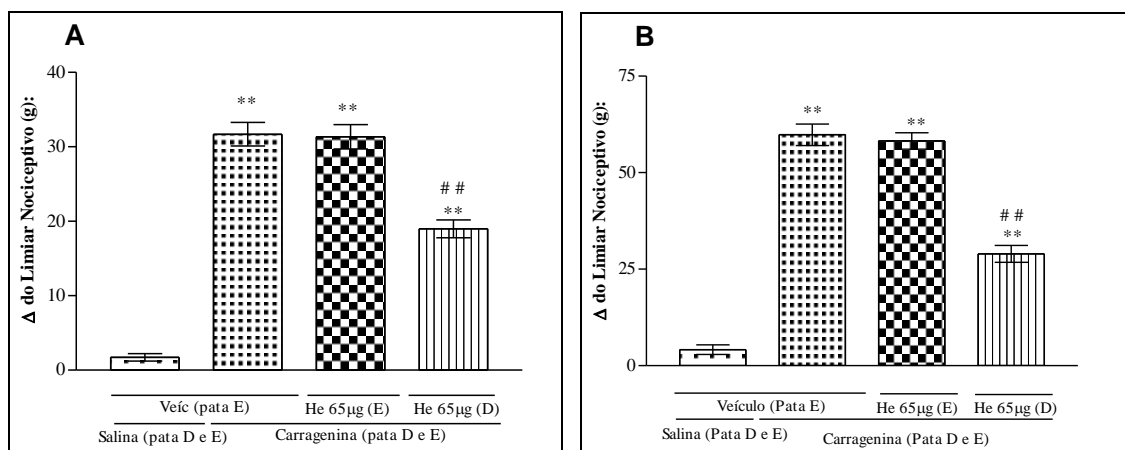 A
Δ do Limiar Nociceptivo (g):
40
30
20
10
0
**
**
# #
**
Veíc (pata E)
He 65µg (E)
He 65µg (D)
Salina (pata D e E)
Carragenina (pata D e E)
B
Δ do Limiar Nociceptivo (g):
75
50
25
0
**
**
# #
**
Veículo (Pata E)
He 65µg (E)
He 65µg (D)
Salina (Pata D e E)
Carragenina (Pata D e E)